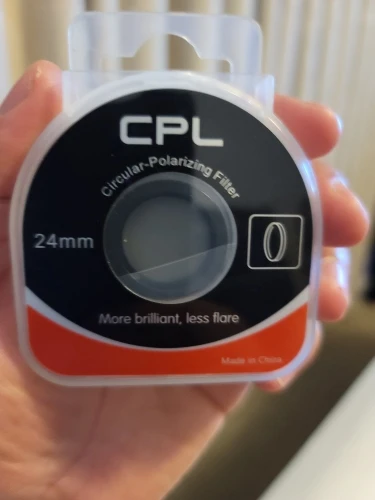 CPL
Circular-Polarizing Filter
24mm
More brilliant, less flare
Made in China